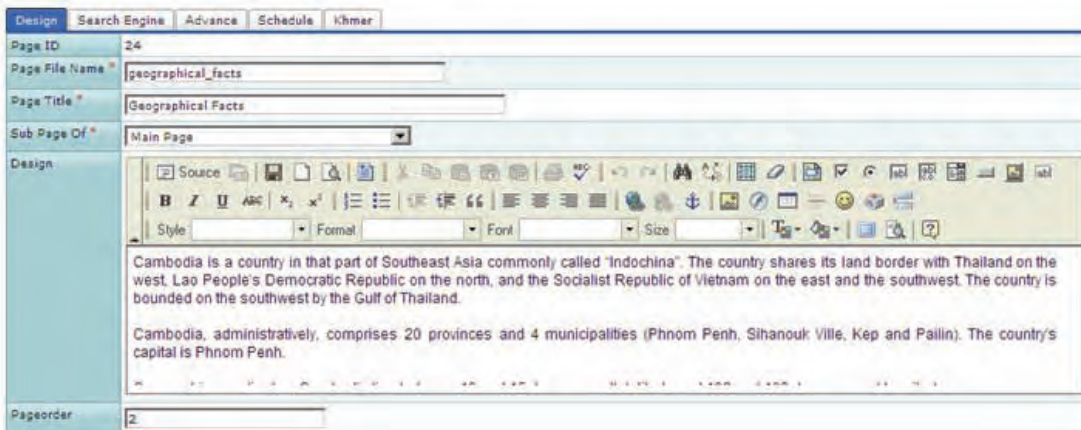 Design Search Engine Advance Schedule Khmer
Page ID 24
Page File Name * geographical_facts
Page Title * Geographical Facts
Sub Page Of * Main Page
Design
Source
B I U ABC x₂ x²
Style Format Font Size
Cambodia is a country in that part of Southeast Asia commonly called "Indochina". The country shares its land border with Thailand on the
west, Lao People's Democratic Republic on the north, and the Socialist Republic of Vietnam on the east and the southwest. The country is
bounded on the southwest by the Gulf of Thailand.
Cambodia, administratively, comprises 20 provinces and 4 municipalities (Phnom Penh, Sihanouk Ville, Kep and Pailin). The country's
capital is Phnom Penh.
Pageorder 2